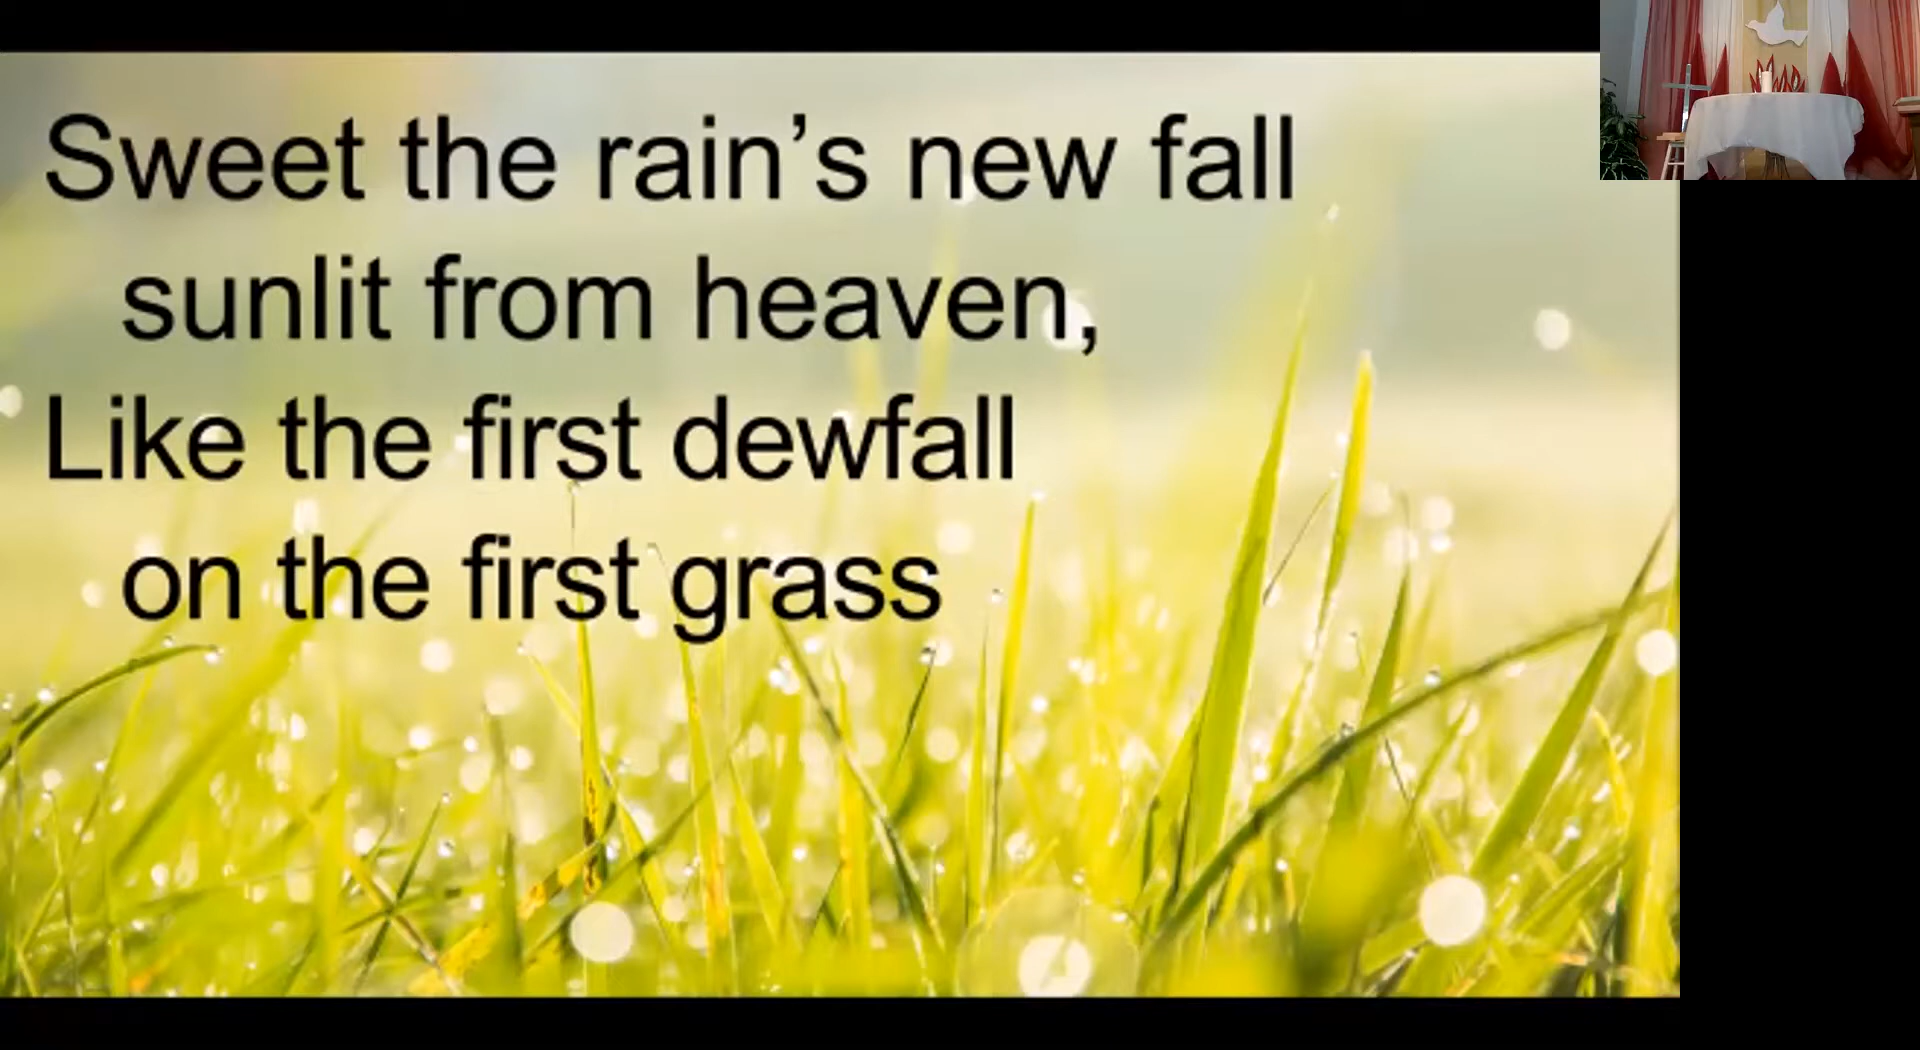 Sweet the rain’s new fall
sunlit from heaven,
Like the first dewfall
on the first grass